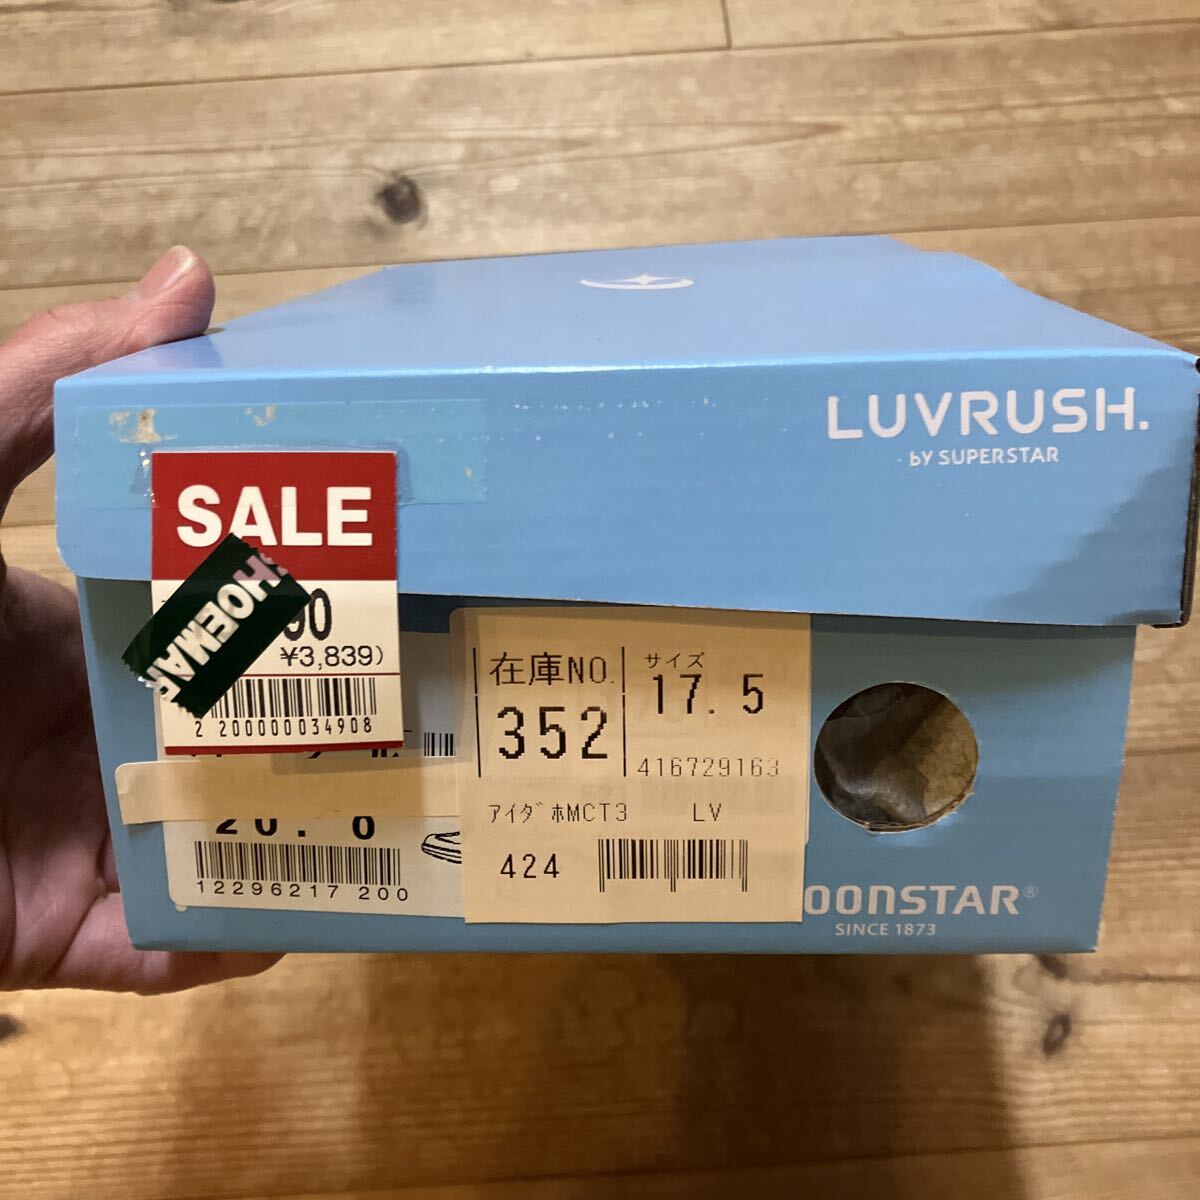 LUVRUSH.
by SUPERSTAR
SALE
90
¥3,839)
2 200000034908
在庫NO.
352
サイズ
17.5
416729163
アイダホMCT3 LV
424
20.0
12296217 200
OONSTAR®
SINCE 1873